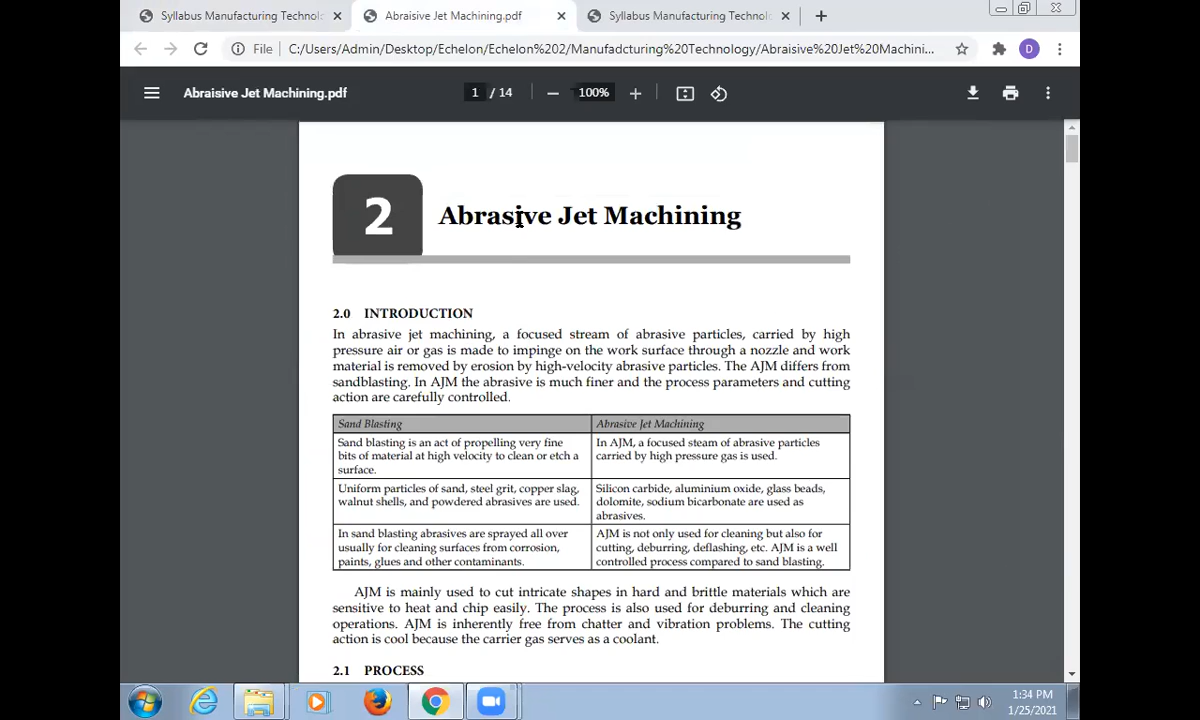 Syllabus Manufacturing Technol
Abraisive Jet Machining.pdf
Syllabus Manufacturing Technol
File
C:/Users/Admin/Desktop/Echelon/Echelon%202/Manufadcturing%20Technology/Abraisive%20Jet%20Machini...
D
Abraisive Jet Machining.pdf
1 / 14
100%
2
Abrasive Jet Machining
2.0 INTRODUCTION
In abrasive jet machining, a focused stream of abrasive particles, carried by high
pressure air or gas is made to impinge on the work surface through a nozzle and work
material is removed by erosion by high-velocity abrasive particles. The AJM differs from
sandblasting. In AJM the abrasive is much finer and the process parameters and cutting
action are carefully controlled.
Sand Blasting
Abrasive Jet Machining
Sand blasting is an act of propelling very fine
bits of material at high velocity to clean or etch a
surface.
In AJM, a focused steam of abrasive particles
carried by high pressure gas is used.
Uniform particles of sand, steel grit, copper slag,
walnut shells, and powdered abrasives are used.
Silicon carbide, aluminium oxide, glass beads,
dolomite, sodium bicarbonate are used as
abrasives.
In sand blasting abrasives are sprayed all over
usually for cleaning surfaces from corrosion,
paints, glues and other contaminants.
AJM is not only used for cleaning but also for
cutting, deburring, deflashing, etc. AJM is a well
controlled process compared to sand blasting.
AJM is mainly used to cut intricate shapes in hard and brittle materials which are
sensitive to heat and chip easily. The process is also used for deburring and cleaning
operations. AJM is inherently free from chatter and vibration problems. The cutting
action is cool because the carrier gas serves as a coolant.
2.1 PROCESS
1:34 PM
1/25/2021